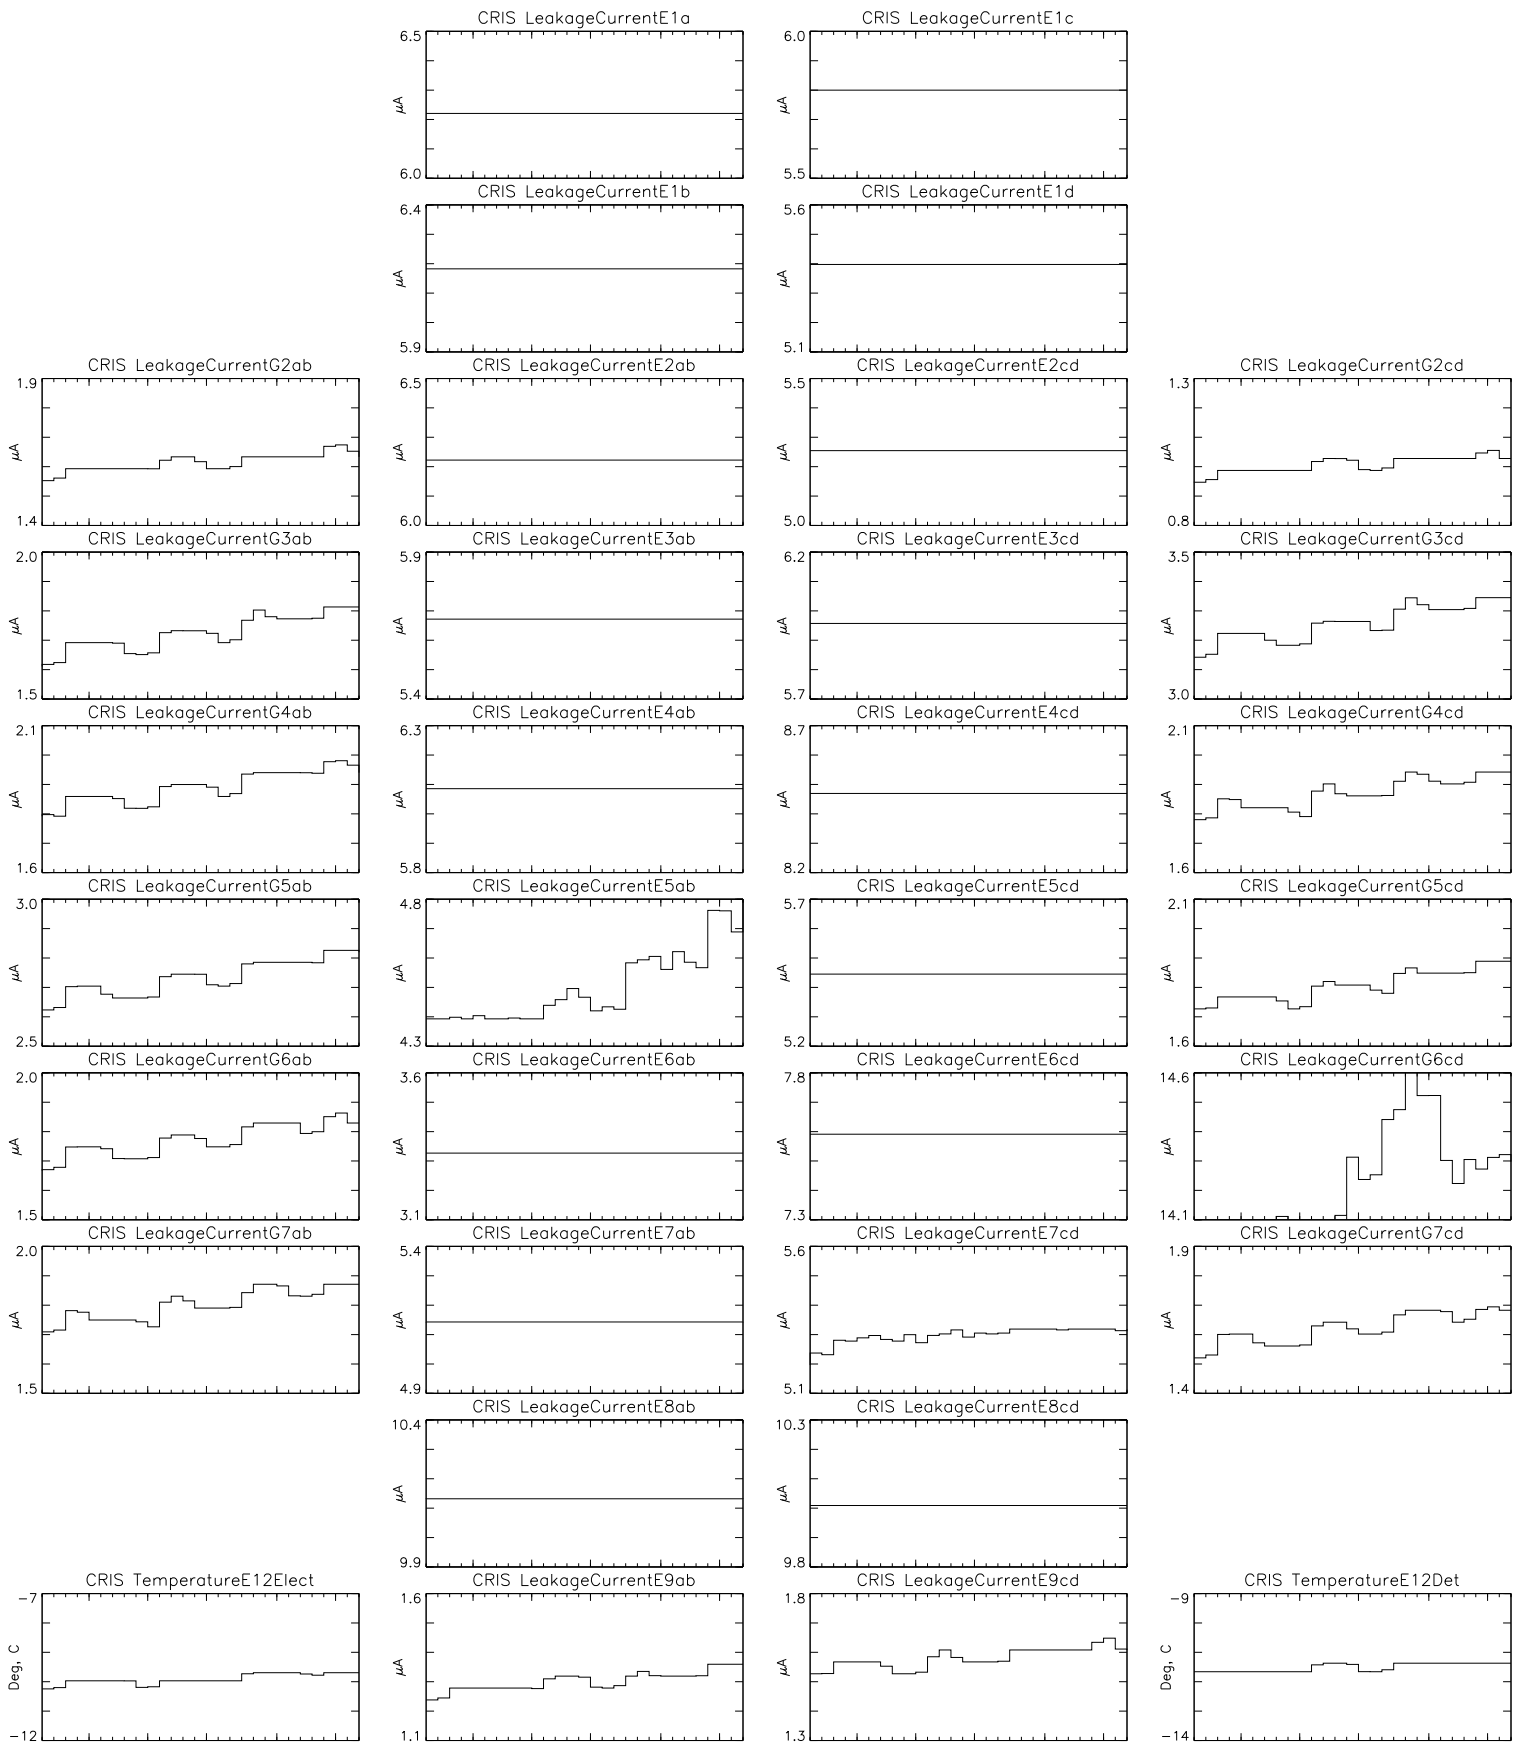 CRIS LeakageCurrentE1a
6.5
μA
6.0
CRIS LeakageCurrentE1c
6.0
μA
5.5
CRIS LeakageCurrentE1b
6.4
μA
5.9
CRIS LeakageCurrentE1d
5.6
μA
5.1
CRIS LeakageCurrentG2ab
1.9
μA
1.4
CRIS LeakageCurrentE2ab
6.5
μA
6.0
CRIS LeakageCurrentE2cd
5.5
μA
5.0
CRIS LeakageCurrentG2cd
1.3
μA
0.8
CRIS LeakageCurrentG3ab
2.0
μA
1.5
CRIS LeakageCurrentE3ab
5.9
μA
5.4
CRIS LeakageCurrentE3cd
6.2
μA
5.7
CRIS LeakageCurrentG3cd
3.5
μA
3.0
CRIS LeakageCurrentG4ab
2.1
μA
1.6
CRIS LeakageCurrentE4ab
6.3
μA
5.8
CRIS LeakageCurrentE4cd
8.7
μA
8.2
CRIS LeakageCurrentG4cd
2.1
μA
1.6
CRIS LeakageCurrentG5ab
3.0
μA
2.5
CRIS LeakageCurrentE5ab
4.8
μA
4.3
CRIS LeakageCurrentE5cd
5.7
μA
5.2
CRIS LeakageCurrentG5cd
2.1
μA
1.6
CRIS LeakageCurrentG6ab
2.0
μA
1.5
CRIS LeakageCurrentE6ab
3.6
μA
3.1
CRIS LeakageCurrentE6cd
7.8
μA
7.3
CRIS LeakageCurrentG6cd
14.6
μA
14.1
CRIS LeakageCurrentG7ab
2.0
μA
1.5
CRIS LeakageCurrentE7ab
5.4
μA
4.9
CRIS LeakageCurrentE7cd
5.6
μA
5.1
CRIS LeakageCurrentG7cd
1.9
μA
1.4
CRIS LeakageCurrentE8ab
10.4
μA
9.9
CRIS LeakageCurrentE8cd
10.3
μA
9.8
CRIS TemperatureE12Elect
-7
Deg, C
-12
CRIS LeakageCurrentE9ab
1.6
μA
1.1
CRIS LeakageCurrentE9cd
1.8
μA
1.3
CRIS TemperatureE12Det
-9
Deg, C
-14